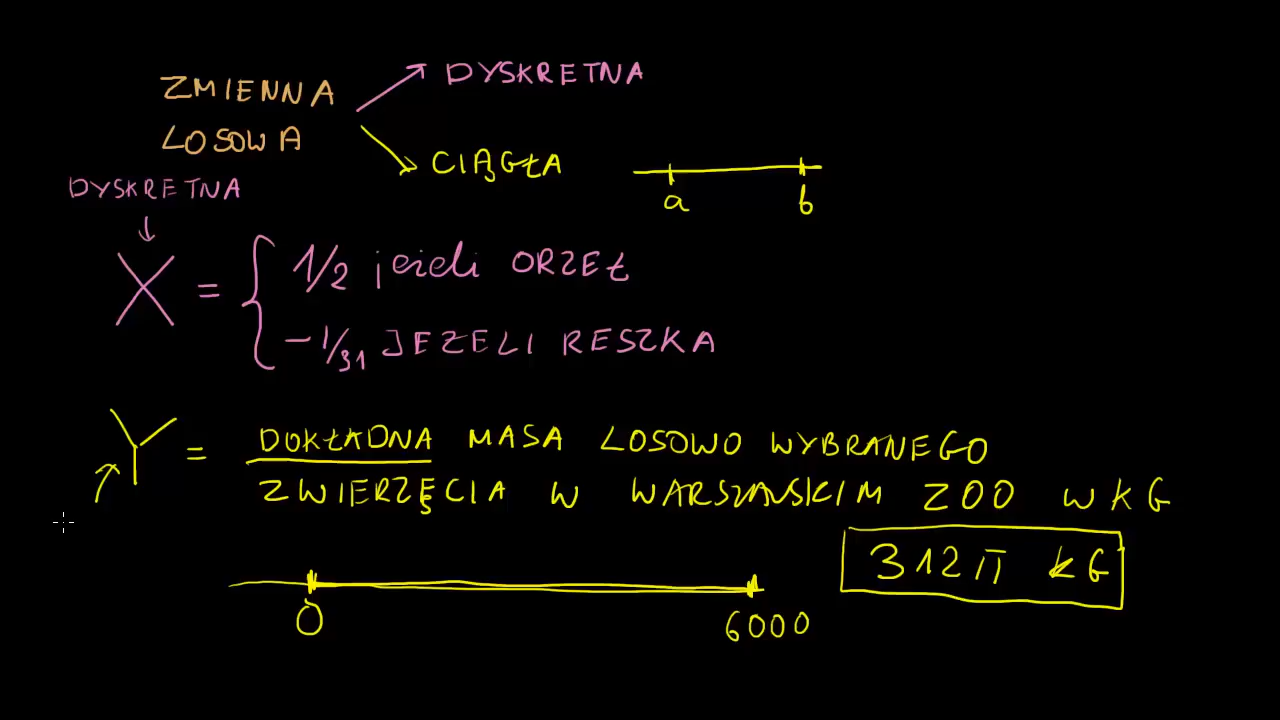 ZMIENNA
LOSOWA
DYSKRETNA
CIĄGŁA
a b
DYSKRETNA
X = { 1/2 jeżeli ORZEŁ
-1/31 JEŻELI RESZKA
Y = DOKŁADNA MASA LOSOWO WYBRANEGO
ZWIERZĘCIA W WARSZAWSKIM ZOO W KG
312π KG
0 6000